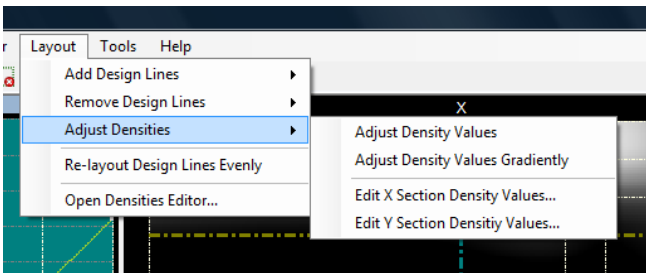 r Layout Tools Help
Add Design Lines
Remove Design Lines
Adjust Densities
Re-layout Design Lines Evenly
Open Densities Editor...
X
Adjust Density Values
Adjust Density Values Gradiently
Edit X Section Density Values...
Edit Y Section Densitiy Values...